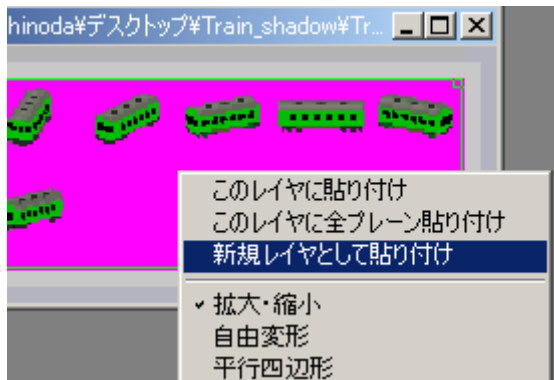 hinoda¥デスクトップ¥Train_shadow¥Tr...
このレイヤに貼り付け
このレイヤに全プレーン貼り付け
新規レイヤとして貼り付け
拡大・縮小
自由変形
平行四辺形